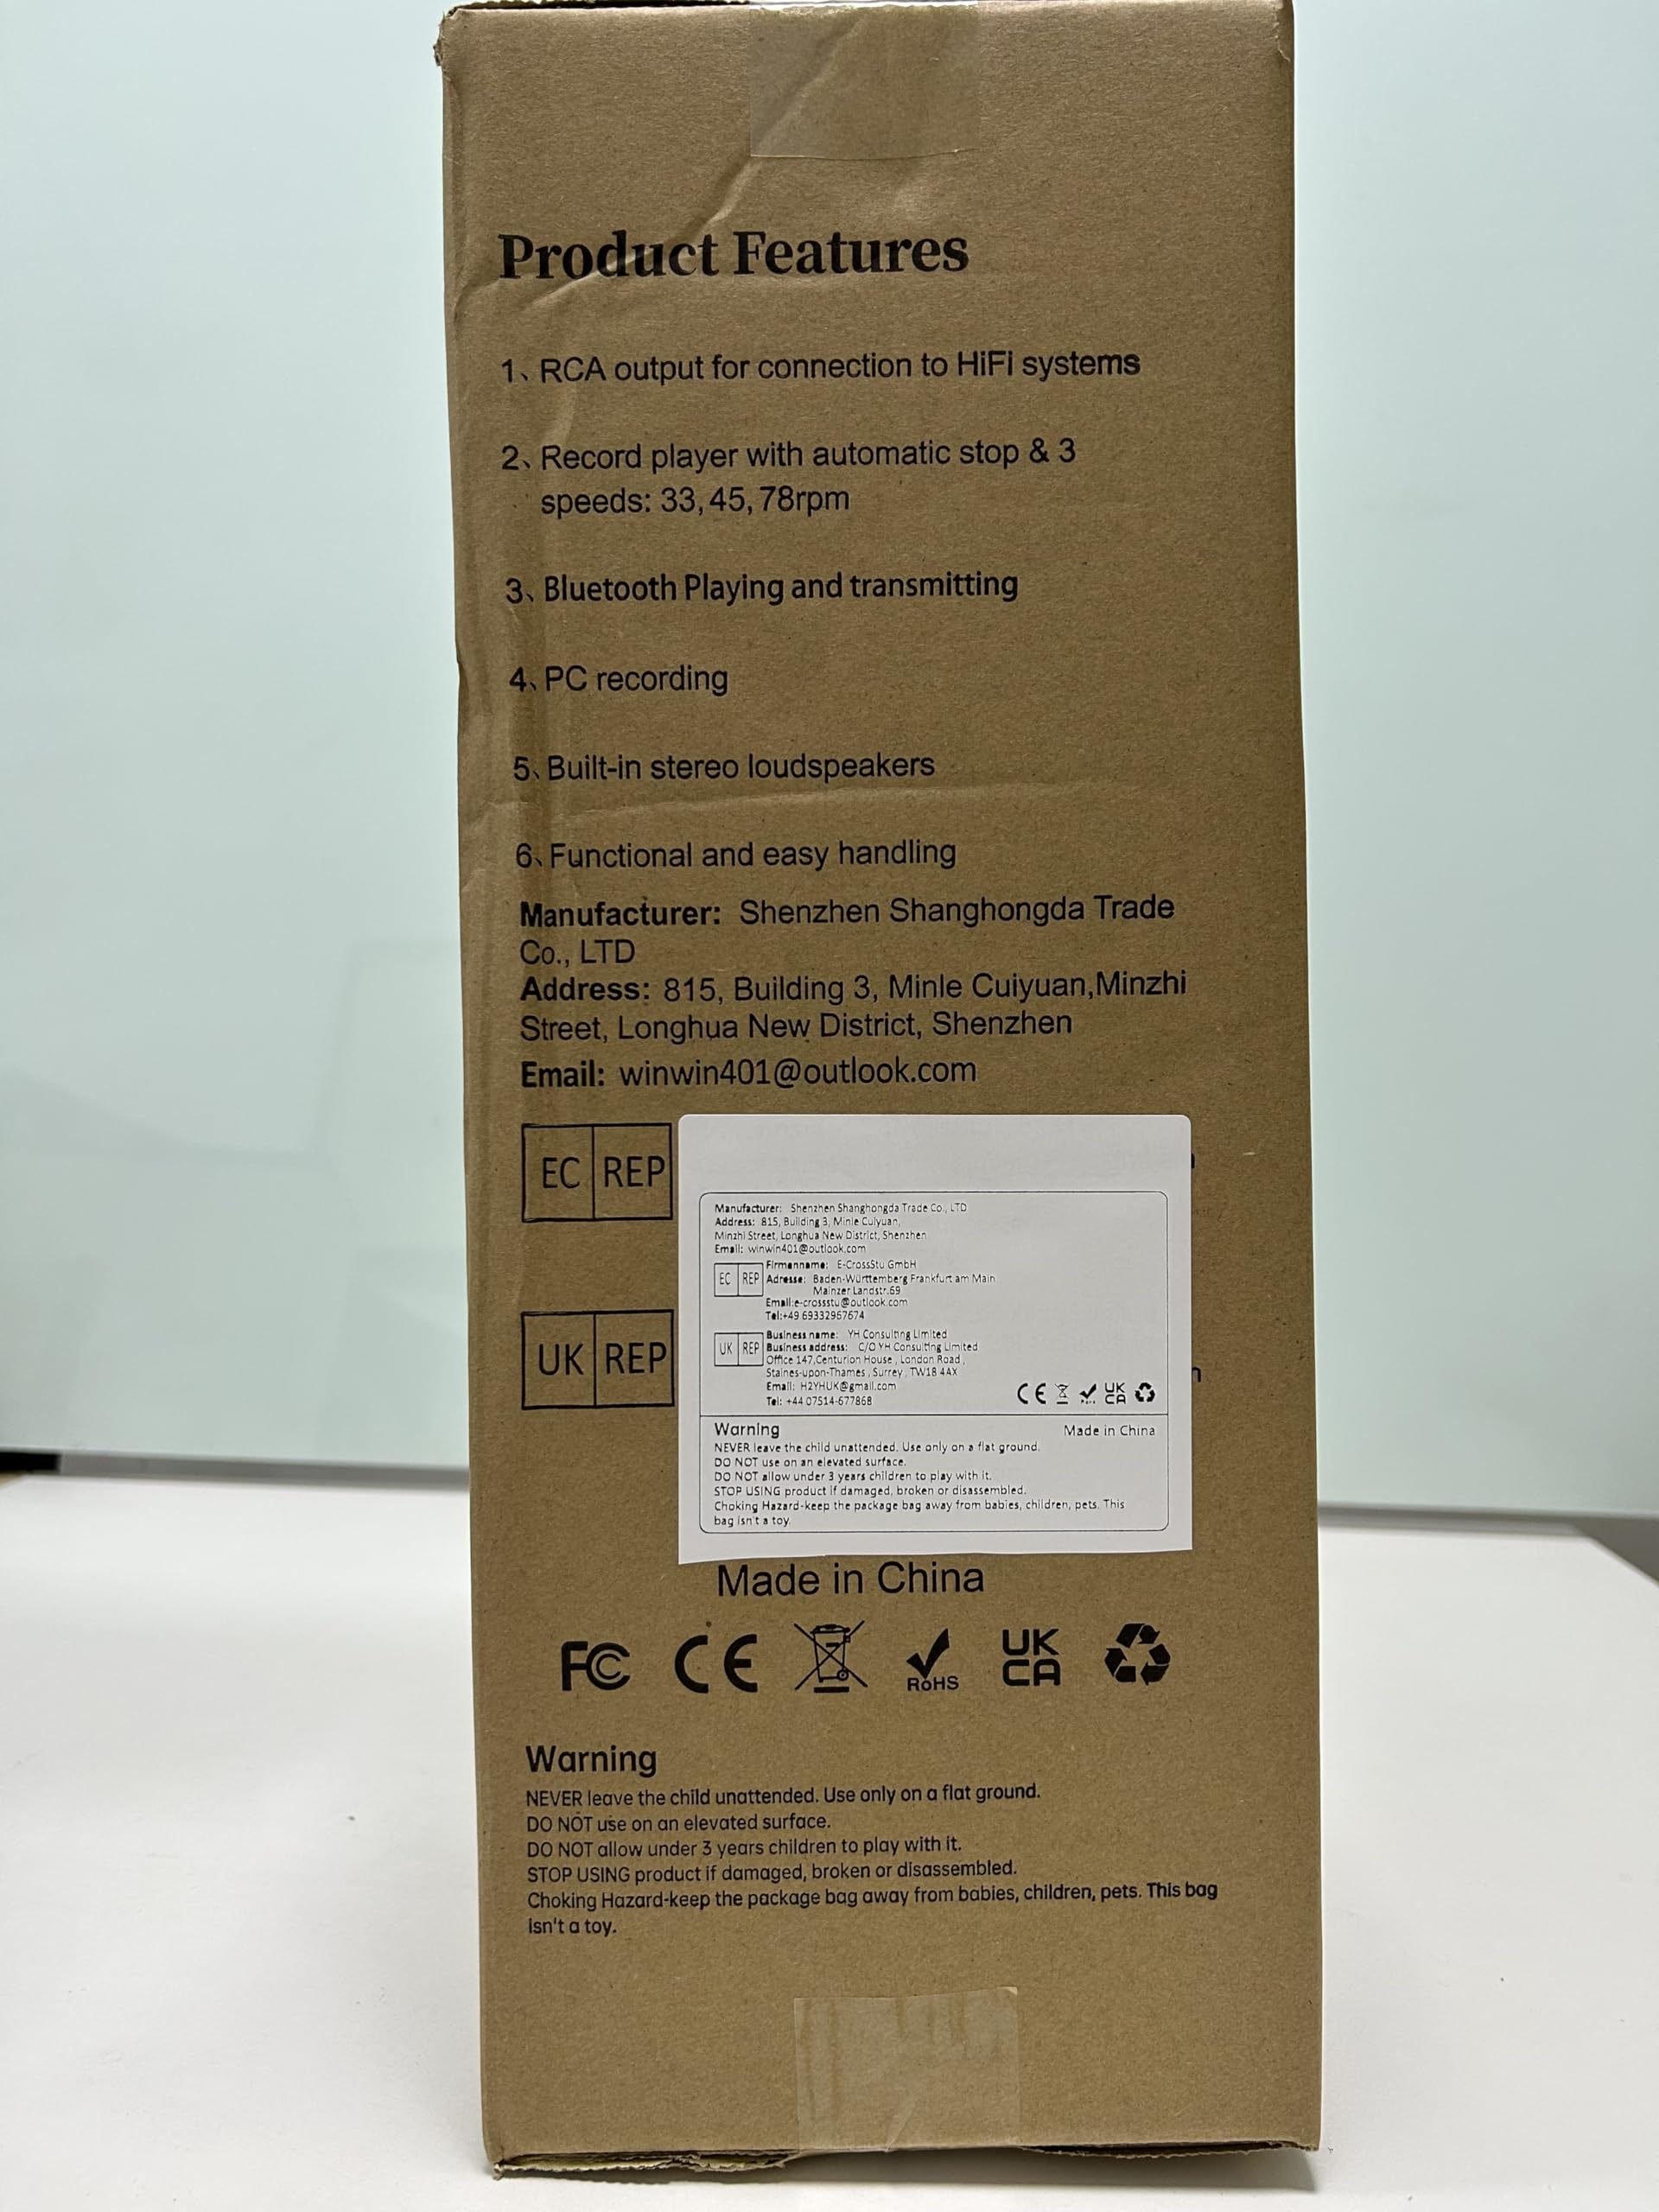 Product Features
1、RCA output for connection to HiFi systems
2、Record player with automatic stop & 3
speeds: 33, 45, 78rpm
3、Bluetooth Playing and transmitting
4、PC recording
5、Built-in stereo loudspeakers
6、Functional and easy handling
Manufacturer: Shenzhen Shanghongda Trade
Co., LTD
Address: 815, Building 3, Minle Cuiyuan,Minzhi
Street, Longhua New District, Shenzhen
Email: winwin401@outlook.com
EC REP
Manufacturer: Shenzhen Shanghongda Trade Co., LTD
Address: 815, Building 3, Minle Cuiyuan,
Minzhi Street, Longhua New District, Shenzhen
Email: winwin401@outlook.com
EC REP
Firmenname: E-CrossStu GmbH
Adresse: Baden-Württemberg Frankfurt am Main
Mainzer Landstr.69
Email:e-crossstu@outlook.com
Tel:+49 69332967674
UK REP
UK REP
Business name: YH Consulting Limited
Business address: C/O YH Consulting Limited
Office 147,Centurion House , London Road ,
Staines-upon-Thames , Surrey , TW18 4AX
Email: H2YHUK@gmail.com
Tel: +44 07514-677868
CE UK CA
Warning Made in China
NEVER leave the child unattended. Use only on a flat ground.
DO NOT use on an elevated surface.
DO NOT allow under 3 years children to play with it.
STOP USING product if damaged, broken or disassembled.
Choking Hazard-keep the package bag away from babies, children, pets. This
bag isn't a toy.
Made in China
FC CE RoHS UK CA
Warning
NEVER leave the child unattended. Use only on a flat ground.
DO NOT use on an elevated surface.
DO NOT allow under 3 years children to play with it.
STOP USING product if damaged, broken or disassembled.
Choking Hazard-keep the package bag away from babies, children, pets. This bag
isn't a toy.